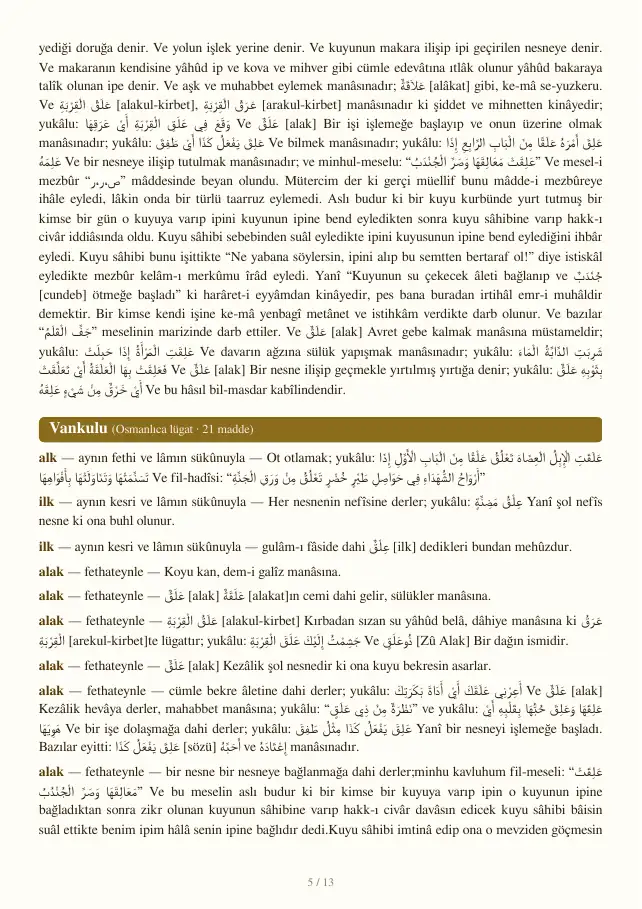 yediği doruğa denir. Ve yolun işlek yerine denir. Ve kuyunun makara ilişip ipi geçirilen nesneye denir.
Ve makaranın kendisine yâhûd ip ve kova ve mihver gibi cümle edevâtına ıtlâk olunur yâhûd bakaraya
talîk olunan ipe denir. Ve aşk ve muhabbet eylemek manâsınadır; عَلَاقَةٌ [alâkat] gibi, ke-mâ se-yuzkeru.
Ve عَلَقُ الْقِرْبَةِ [alakul-kirbet], عَرَقُ الْقِرْبَةِ [arakul-kirbet] manâsınadır ki şiddet ve mihnetten kinâyedir;
yukâlu: وَقَعَ فِي عَلَقِ الْقِرْبَةِ أَيْ عَرَقِهَا Ve عَلَقٌ [alak] Bir işi işlemeğe başlayıp ve onun üzerine olmak
manâsınadır; yukâlu: عَلِقَ يَفْعَلُ كَذَا أَيْ طَفِقَ Ve bilmek manâsınadır; yukâlu: عَلِقَ أَمْرَهُ عَلَقًا مِنَ الْبَابِ الرَّابِعِ إِذَا
عَلِمَهُ Ve bir nesneye ilişip tutulmak manâsınadır; ve minhul-meselu: “عَلِقَتْ مَعَالِقَهَا وَصَرَّ الْجُنْدَبُ” Ve mesel-i
mezbûr “ص،ر،ر” mâddesinde beyan olundu. Mütercim der ki gerçi müellif bunu mâdde-i mezbûreye
ihâle eyledi, lâkin onda bir türlü taarruz eylemedi. Aslı budur ki bir kuyu kurbünde yurt tutmuş bir
kimse bir gün o kuyuya varıp ipini kuyunun ipine bend eyledikten sonra kuyu sâhibine varıp hakk-ı
civâr iddiâsında oldu. Kuyu sâhibi sebebinden suâl eyledikte ipini kuyusunun ipine bend eylediğini ihbâr
eyledi. Kuyu sâhibi bunu işittikte “Ne yabana söylersin, ipini alıp bu semtten bertaraf ol!” diye istiskâl
eyledikte mezbûr kelâm-ı merkûmu îrâd eyledi. Yanî “Kuyunun su çekecek âleti bağlanıp ve جُنْدَبٌ
[cundeb] ötmeğe başladı” ki harâret-i eyyâmdan kinâyedir, pes bana buradan irtihâl emr-i muhâldir
demektir. Bir kimse kendi işine ke-mâ yenbagî metânet ve istihkâm verdikte darb olunur. Ve bazılar
“جَفَّ الْقَلَمُ” meselinin marizinde darb ettiler. Ve عَلَقٌ [alak] Avret gebe kalmak manâsına müstameldir;
yukâlu: عَلِقَتِ الْمَرْأَةُ إِذَا حَبِلَتْ Ve davarın ağzına sülük yapışmak manâsınadır; yukâlu: شَرِبَتِ الدَّابَّةُ الْمَاءَ
فَعَلِقَتْ بِهَا الْعَلَقَةُ أَيْ تَعَلَّقَتْ Ve عَلَقٌ [alak] Bir nesne ilişip geçmekle yırtılmış yırtığa denir; yukâlu: بِثَوْبِهِ عَلَقٌ
أَيْ خَرْقٌ مِنْ شَيْءٍ عَلِقَهُ Ve bu hâsıl bil-masdar kabîlindendir.
Vankulu (Osmanlıca lügat · 21 madde)
alk — aynın fethi ve lâmın sükûnuyla — Ot otlamak; yukâlu: عَلَقَتِ الْإِبِلُ الْعِضَاهَ تَعْلُقُ عَلْقًا مِنَ الْبَابِ الْأَوَّلِ إِذَا
تَسَنَّمَتْهَا وَتَنَاوَلَتْهَا بِأَفْوَاهِهَا Ve fil-hadîsi: “أَرْوَاحُ الشُّهَدَاءِ فِي حَوَاصِلِ طَيْرٍ خُضْرٍ تَعْلُقُ مِنْ وَرَقِ الْجَنَّةِ”
ilk — aynın kesri ve lâmın sükûnuyla — Her nesnenin nefîsine derler; yukâlu: عِلْقُ مَضِنَّةٍ Yanî şol nefîs
nesne ki ona buhl olunur.
ilk — aynın kesri ve lâmın sükûnuyla — gulâm-ı fâside dahi عِلْقٌ [ilk] dedikleri bundan mehûzdur.
alak — fethateynle — Koyu kan, dem-i galîz manâsına.
alak — fethateynle — عَلَقٌ [alak] عَلَقَةٌ [alakat]ın cemi dahi gelir, sülükler manâsına.
alak — fethateynle — عَلَقُ الْقِرْبَةِ [alakul-kirbet] Kırbadan sızan su yâhûd belâ, dâhiye manâsına ki عَرَقُ
الْقِرْبَةِ [arekul-kirbet]te lügattır; yukâlu: جَشِمْتُ إِلَيْكَ عَلَقَ الْقِرْبَةِ Ve ذُوعَلَقٍ [Zû Alak] Bir dağın ismidir.
alak — fethateynle — عَلَقٌ [alak] Kezâlik şol nesnedir ki ona kuyu bekresin asarlar.
alak — fethateynle — cümle bekre âletine dahi derler; yukâlu: أَعِرْنِي عَلَقَكَ أَيْ أَدَاةَ بَكَرَتِكَ Ve عَلَقٌ [alak]
Kezâlik hevâya derler, mahabbet manâsına; yukâlu: “نَظْرَةٌ مِنْ ذِي عَلَقٍ” ve yukâlu: عَلِقَهَا وَعَلِقَ حُبُّهَا بِقَلْبِهِ أَيْ
هَوِيَهَا Ve bir işe dolaşmağa dahi derler; yukâlu: عَلِقَ يَفْعَلُ كَذَا مِثْلُ طَفِقَ Yanî bir nesneyi işlemeğe başladı.
Bazılar eyitti: عَلِقَ يَفْعَلُ كَذَا [sözü] أَحَبَّهُ ve إِعْتَادَهُ manâsınadır.
alak — fethateynle — bir nesne bir nesneye bağlanmağa dahi derler;minhu kavluhum fil-meseli: “عَلِقَتْ
مَعَالِقَهَا وَصَرَّ الْجُنْدُبُ” Ve bu meselin aslı budur ki bir kimse bir kuyuya varıp ipin o kuyunun ipine
bağladıktan sonra zikr olunan kuyunun sâhibine varıp hakk-ı civâr davâsın edicek kuyu sâhibi bâisin
suâl ettikte benim ipim hâlâ senin ipine bağlıdır dedi.Kuyu sâhibi imtinâ edip ona o mevziden göçmesin
5 / 13